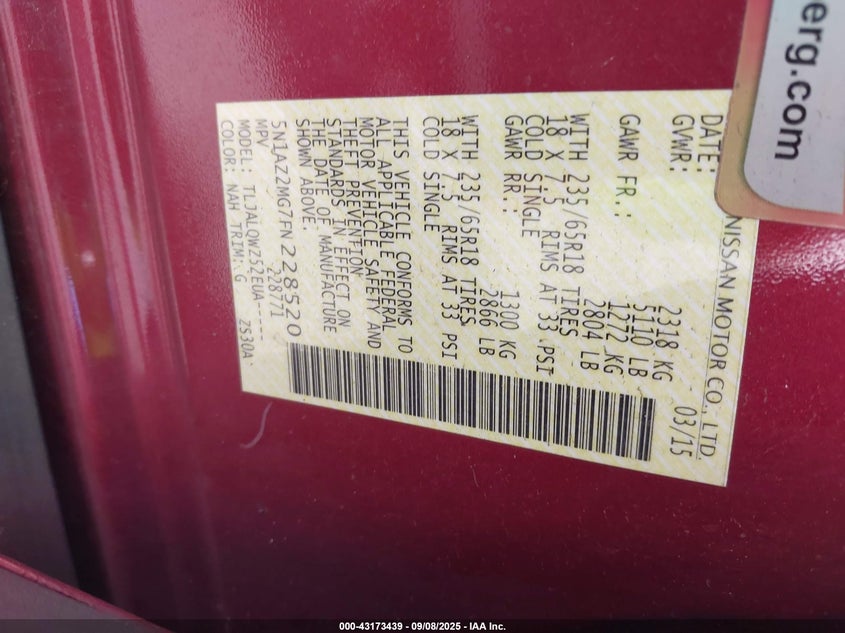 erg.com
NISSAN MOTOR CO., LTD.
DATE: 03/15
GVWR: 2318 KG
5110 LB
GAWR FR.: 1272 KG
2804 LB
WITH 235/65R18 TIRES
18 X 7.5 RIMS AT 33 PSI
COLD SINGLE
GAWR RR.: 1300 KG
2866 LB
WITH 235/65R18 TIRES
18 X 7.5 RIMS AT 33 PSI
COLD SINGLE
THIS VEHICLE CONFORMS TO
ALL APPLICABLE FEDERAL
MOTOR VEHICLE SAFETY AND
THEFT PREVENTION
STANDARDS IN EFFECT ON
THE DATE OF MANUFACTURE
SHOWN ABOVE.
5N1AZ2MG7FN228520
MPV 228771
MODEL: TLJALQWZ52EUA-----
COLOR: NAH TRIM: G Z530A
000-43173439 - 09/08/2025 - IAA Inc.